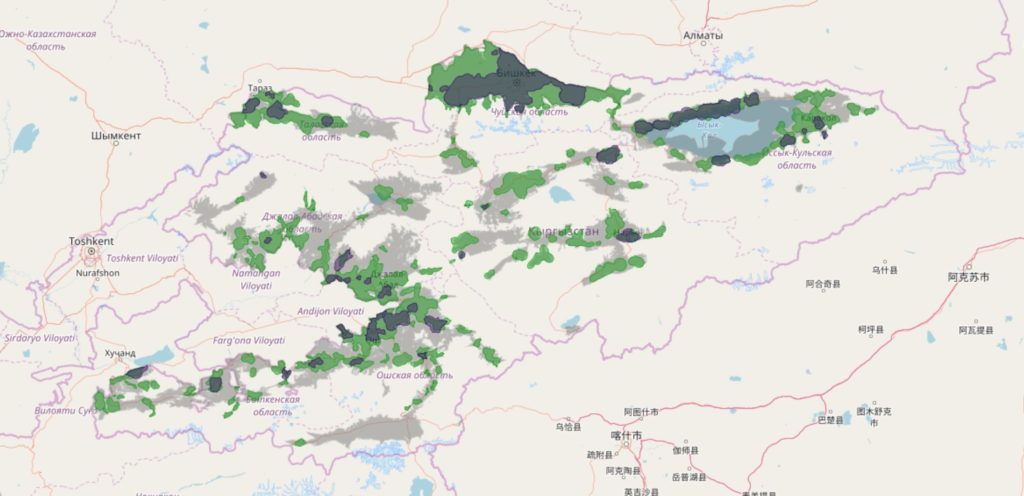 Южно-Казахстанская
область
Алматы
Тараз
Бишкек
Чуйская область
Таласская
область
Шымкент
Ысык-
Көл
Каракол
Ыссык-Кульская
область
Джалал-Абадская
область
Кыргызстан
Toshkent
Toshkent Viloyati
Nurafshon
Namangan
Viloyati
Джалал-
Абад
乌什县
阿克苏市
阿合奇县
Andijon Viloyati
Sirdaryo Viloyati
Farg'ona Viloyati
柯坪县
阿瓦提县
Хучанд
Ошская область
Баткенская
область
Вилояти Суғд
阿图什市
乌恰县
喀什市
巴楚县
图木舒克
市
疏附县
伽师县
阿克陶县
岳普湖县
英吉沙县